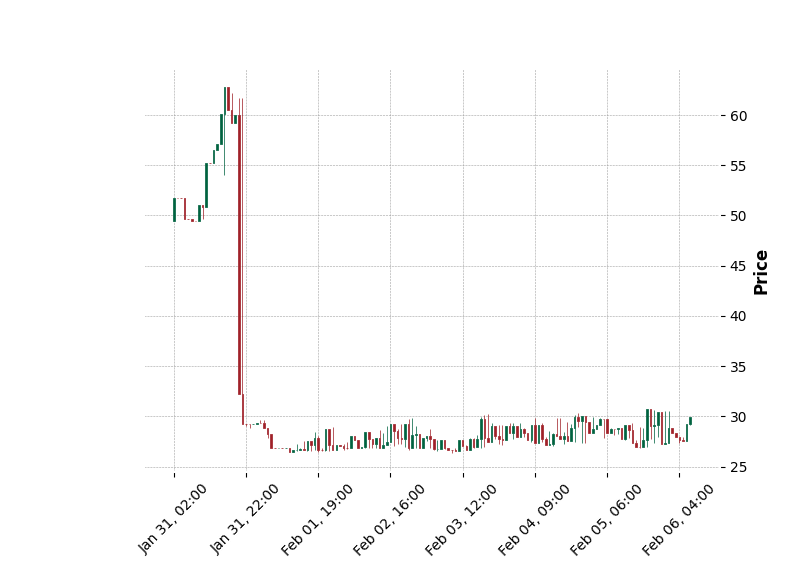 60
55
50
45
40
35
30
25
Price
Jan 31, 02:00
Jan 31, 22:00
Feb 01, 19:00
Feb 02, 16:00
Feb 03, 12:00
Feb 04, 09:00
Feb 05, 06:00
Feb 06, 04:00